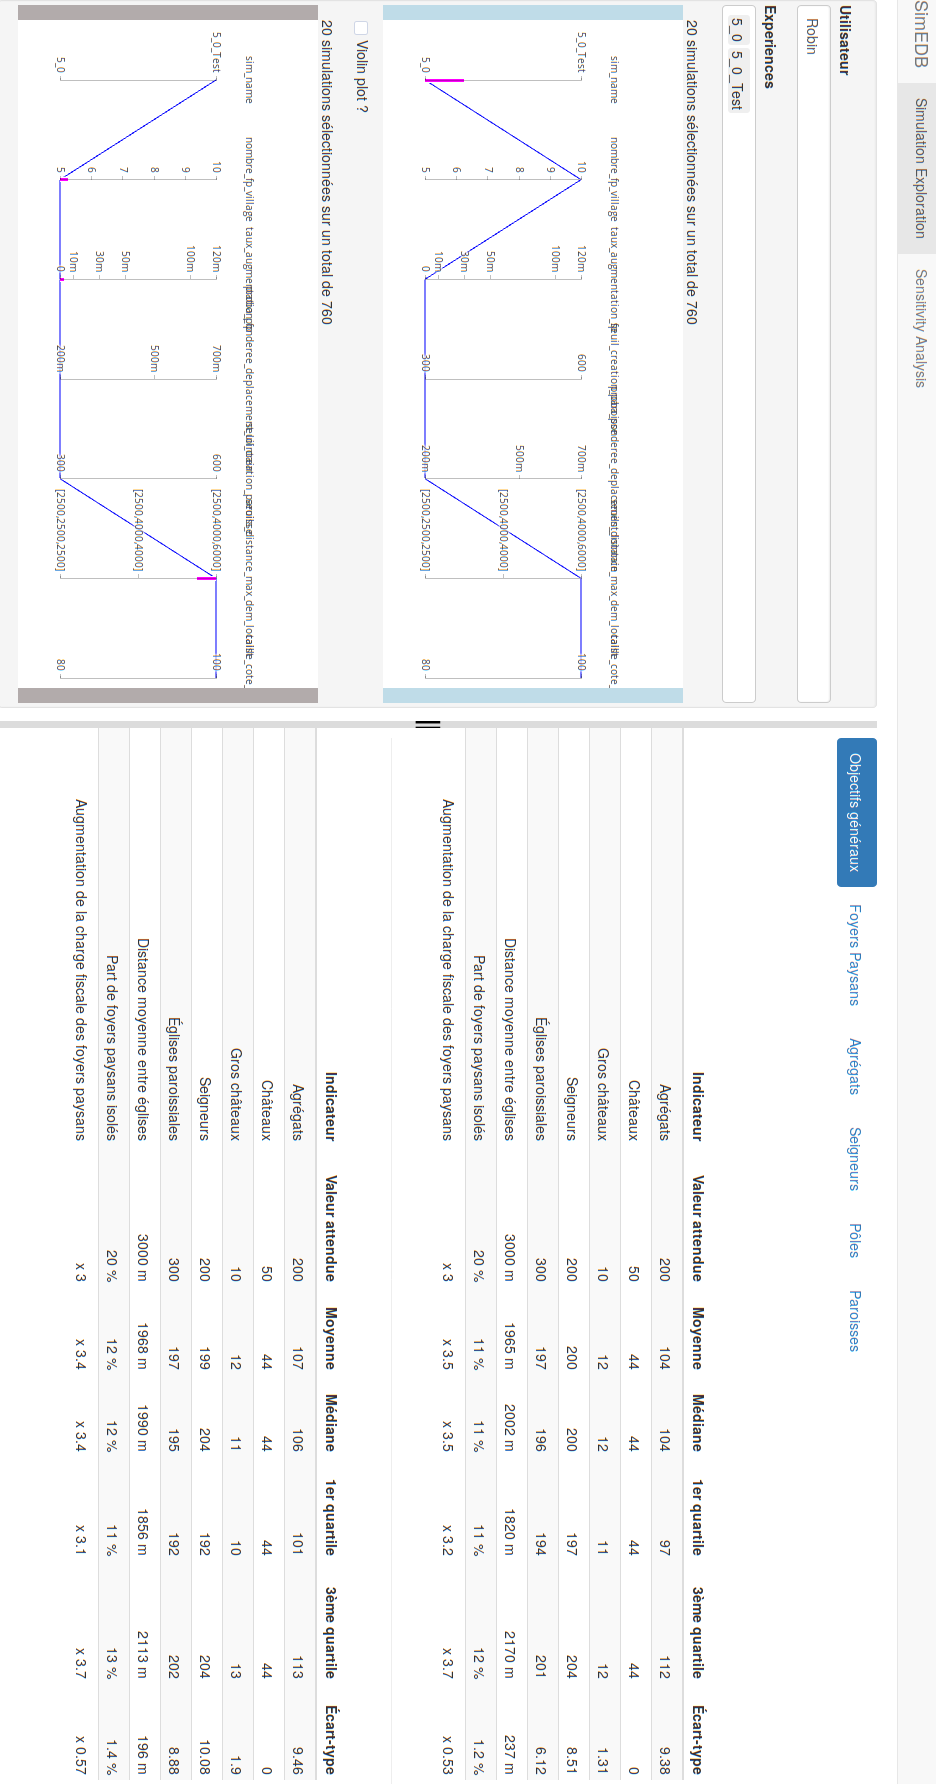 SimEDB Simulation Exploration Sensitivity Analysis
Utilisateur
Robin
Experiences
5_0 5_0_Test
20 simulations sélectionnées sur un total de 760
sim_name nombre_fp_village
5_0_Test 10 120m 600 700m [2500,4000,6000] 100
9 100m
8 50m 500m [2500,4000,4000]
7 30m
6 10m
5_0 5 0 300 200m [2500,2500,2500] 80
Violin plot ?
20 simulations sélectionnées sur un total de 760
sim_name nombre_fp_village
5_0_Test 10 120m 700m 600 [2500,4000,6000] 100
9 100m
8 50m 500m [2500,4000,4000]
7 30m
6 10m
5_0 5 0 200m 300 [2500,2500,2500] 80
Objectifs généraux Foyers Paysans Agrégats Seigneurs Pôles Paroisses
Indicateur Valeur attendue Moyenne Médiane 1er quartile 3ème quartile Écart-type
Agrégats 200 104 104 97 112 9.38
Châteaux 50 44 44 44 44 0
Gros châteaux 10 12 12 11 12 1.31
Seigneurs 200 200 200 197 204 8.51
Églises paroissiales 300 197 196 194 201 6.12
Distance moyenne entre églises 3000 m 1965 m 2002 m 1820 m 2170 m 237 m
Part de foyers paysans isolés 20 % 11 % 11 % 11 % 12 % 1.2 %
Augmentation de la charge fiscale des foyers paysans x 3 x 3.5 x 3.5 x 3.2 x 3.7 x 0.53
Indicateur Valeur attendue Moyenne Médiane 1er quartile 3ème quartile Écart-type
Agrégats 200 107 106 101 113 9.46
Châteaux 50 44 44 44 44 0
Gros châteaux 10 12 11 10 13 1.9
Seigneurs 200 199 204 192 204 10.08
Églises paroissiales 300 197 195 192 202 8.88
Distance moyenne entre églises 3000 m 1968 m 1990 m 1856 m 2113 m 196 m
Part de foyers paysans isolés 20 % 12 % 12 % 11 % 13 % 1.4 %
Augmentation de la charge fiscale des foyers paysans x 3 x 3.4 x 3.4 x 3.1 x 3.7 x 0.57